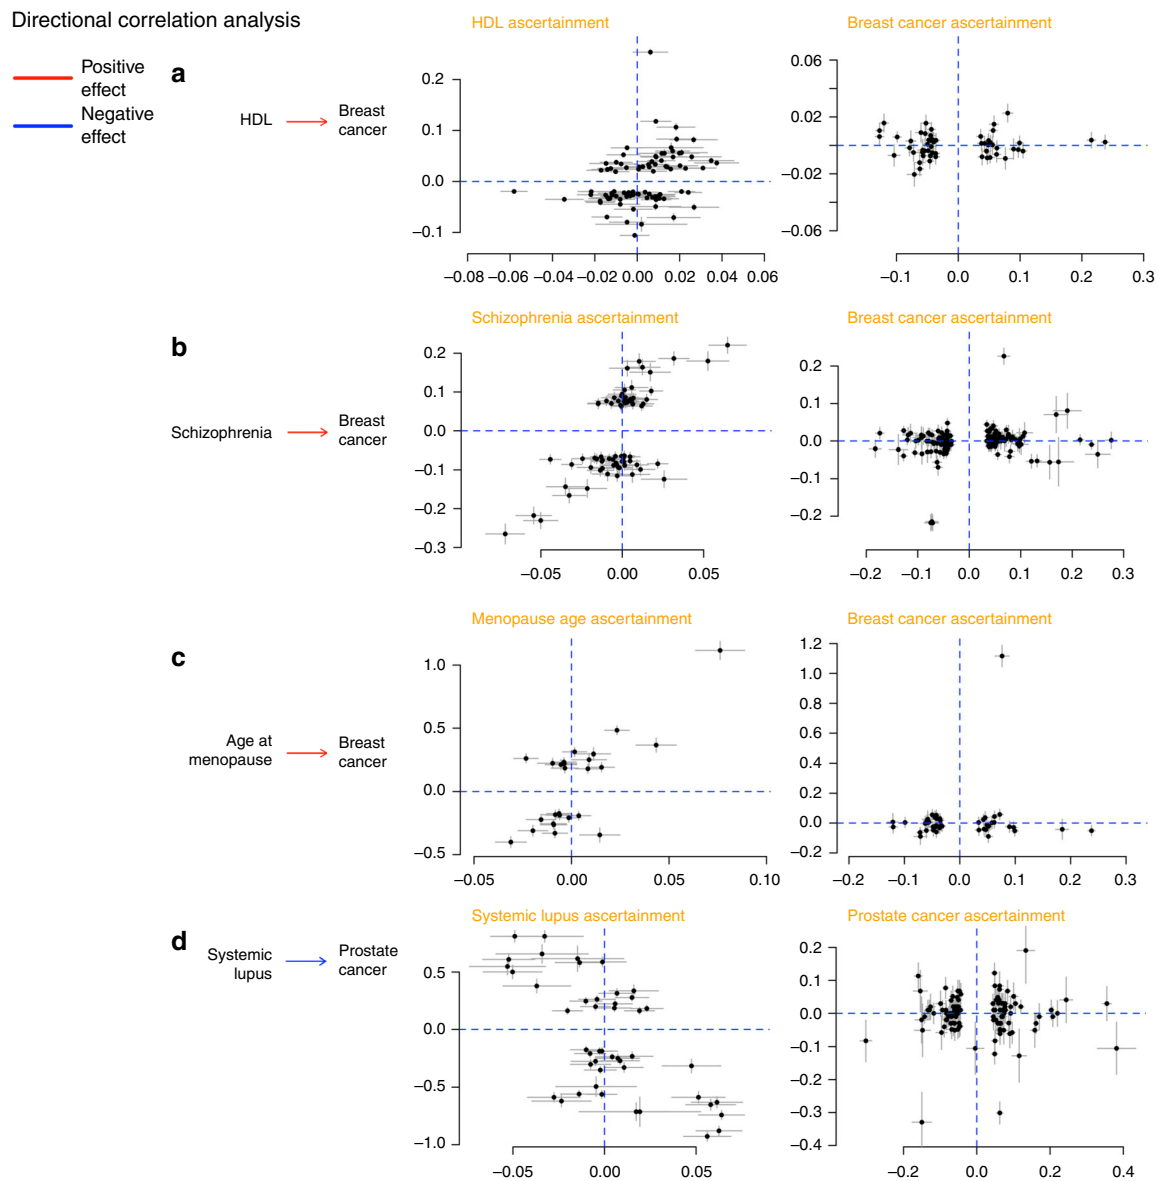 Directional correlation analysis
Positive
effect
Negative
effect
a
HDL
Breast
cancer
HDL ascertainment
0.2
0.1
0.0
–0.1
–0.08 –0.06 –0.04 –0.02 0.00 0.02 0.04 0.06
Breast cancer ascertainment
0.06
0.02
–0.02
–0.06
–0.1 0.0 0.1 0.2 0.3
b
Schizophrenia
Breast
cancer
Schizophrenia ascertainment
0.2
0.1
0.0
–0.1
–0.2
–0.3
–0.05 0.00 0.05
Breast cancer ascertainment
0.2
0.1
0.0
–0.2
–0.2 –0.1 0.0 0.1 0.2 0.3
c
Age at
menopause
Breast
cancer
Menopause age ascertainment
1.0
0.5
0.0
–0.5
–0.05 0.00 0.05 0.10
Breast cancer ascertainment
1.2
1.0
0.8
0.6
0.4
0.2
0.0
–0.2
–0.2 –0.1 0.0 0.1 0.2 0.3
d
Systemic
lupus
Prostate
cancer
Systemic lupus ascertainment
0.5
0.0
–0.5
–1.0
–0.05 0.00 0.05
Prostate cancer ascertainment
0.2
0.1
0.0
–0.1
–0.2
–0.3
–0.4
–0.2 0.0 0.2 0.4